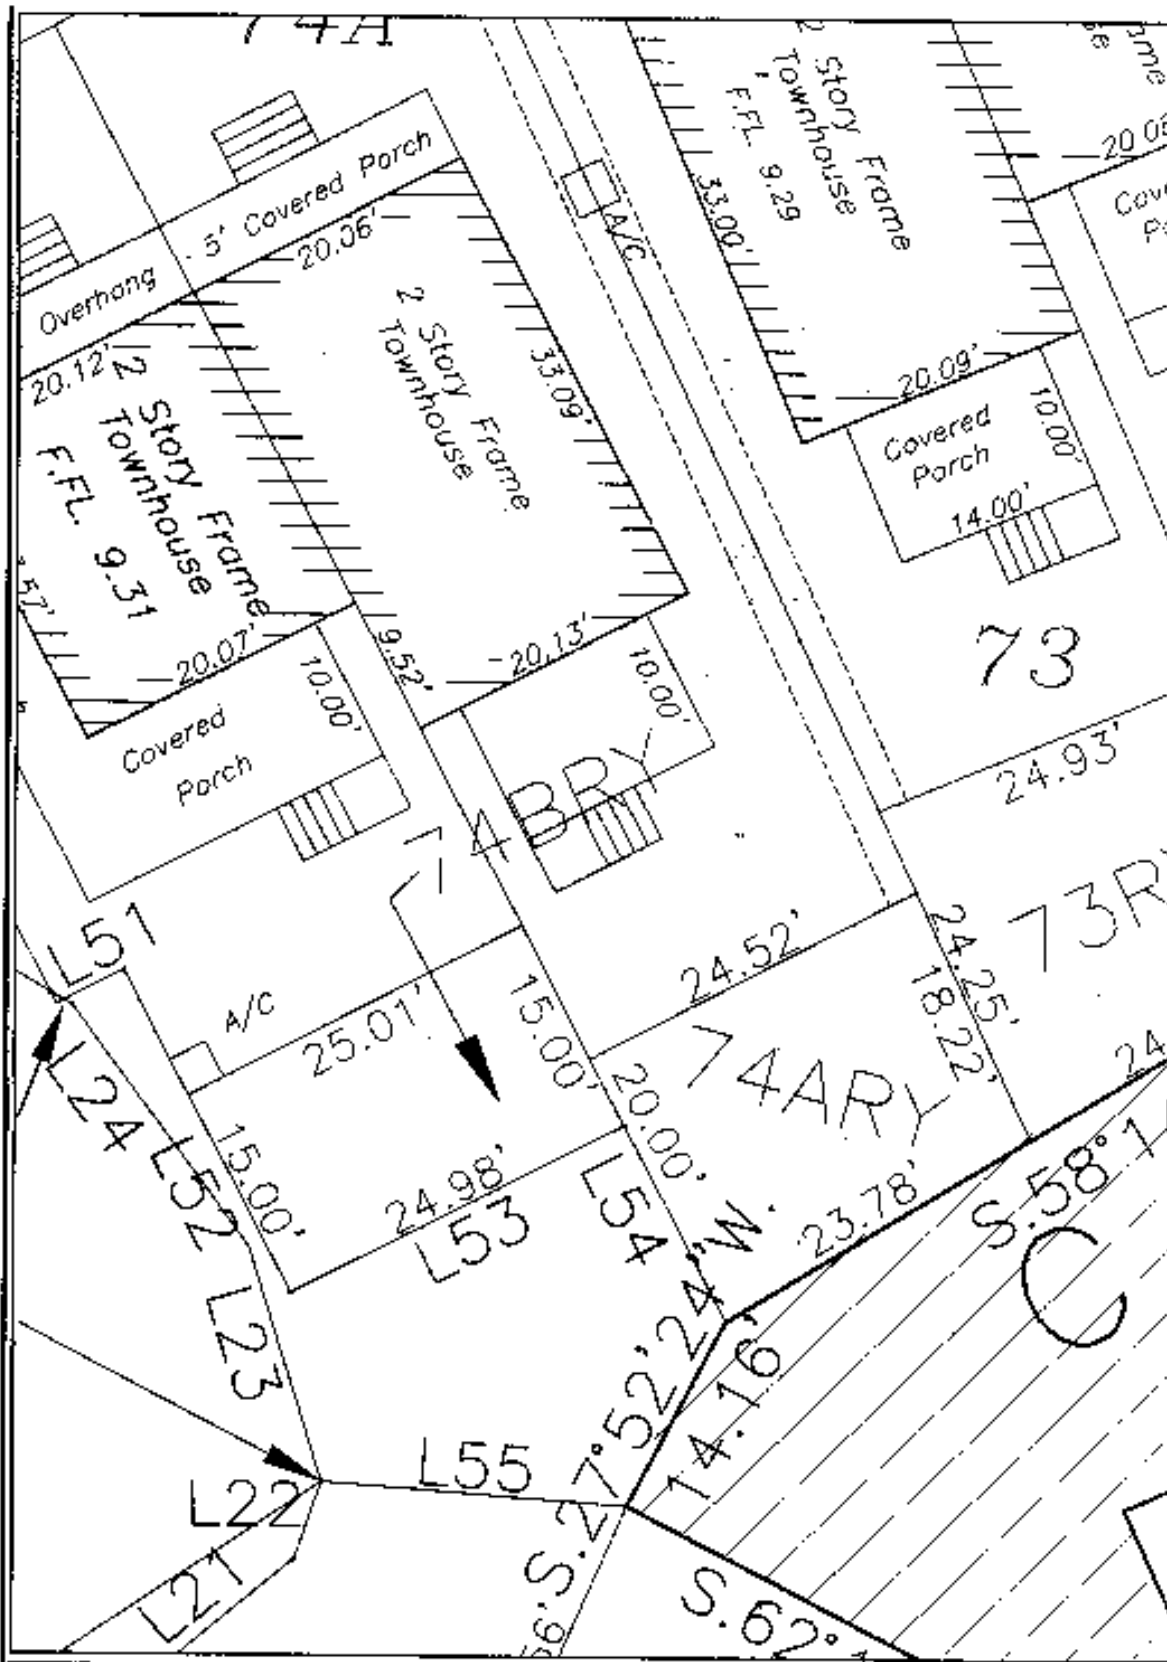 74A
5' Covered Porch
Overhang
20.06'
20.12'
2 Story Frame
Townhouse
F.FL. 9.31
2 Story Frame
Townhouse
33.09'
A/C
33.00'
2 Story Frame
Townhouse
F.FL. 9.29
20.09'
Covered
Porch
10.00'
14.00'
73
24.93'
20.07'
10.00'
9.52'
20.13'
10.00'
Covered
Porch
74BRY
L51
A/C
25.01'
15.00'
24.52'
24.25'
18.22'
73R
L24
L52
15.00'
24.98'
L53
20.00'
L54
74ARY
23.78'
S.58°1
C
L23
S.27°52'24"W.
14.16'
L55
L22
L21
S.62°